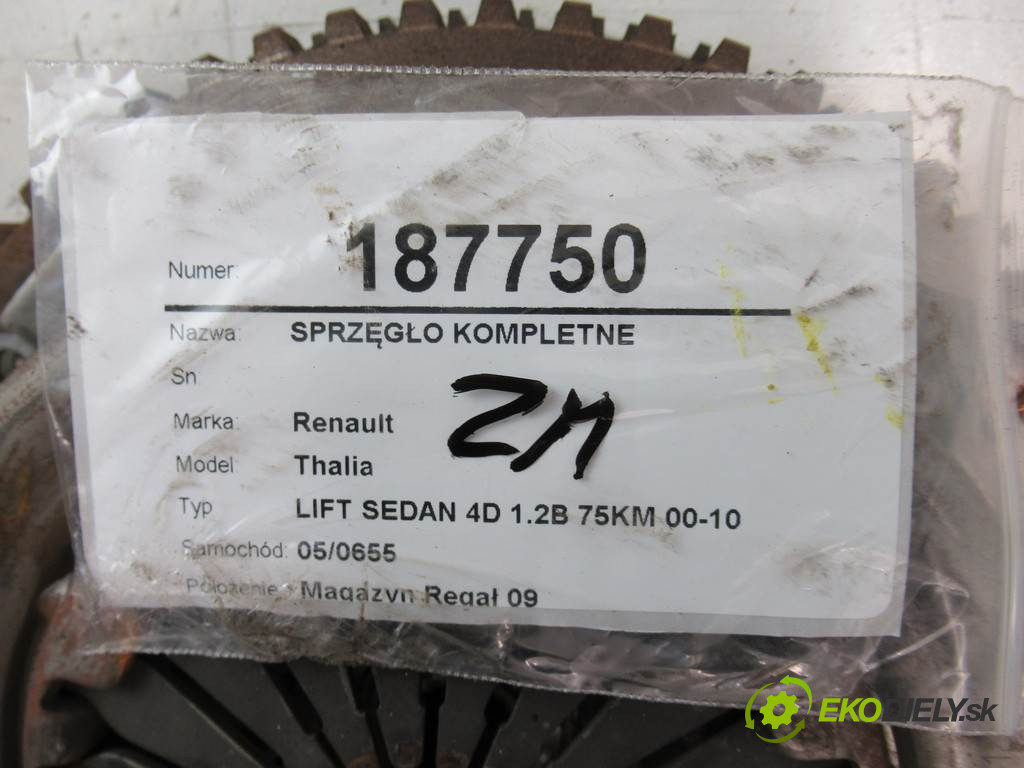 Numer: 187750
Nazwa: SPRZĘGŁO KOMPLETNE
Sn
Marka: Renault
ZM
Model: Thalia
Typ LIFT SEDAN 4D 1.2B 75KM 00-10
Samochód: 05/0655
Położenie: Magazyn Regał 09
EKODIELY.sk